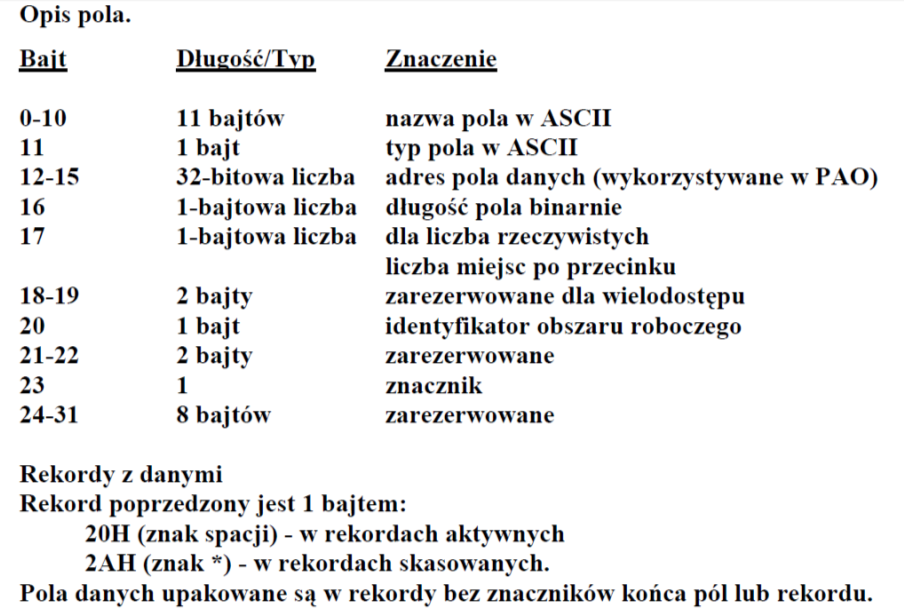 Opis pola.
Bajt Długość/Typ Znaczenie
0-10 11 bajtów nazwa pola w ASCII
11 1 bajt typ pola w ASCII
12-15 32-bitowa liczba adres pola danych (wykorzystywane w PAO)
16 1-bajtowa liczba długość pola binarnie
17 1-bajtowa liczba dla liczba rzeczywistych
liczba miejsc po przecinku
18-19 2 bajty zarezerwowane dla wielodostępu
20 1 bajt identyfikator obszaru roboczego
21-22 2 bajty zarezerwowane
23 1 znacznik
24-31 8 bajtów zarezerwowane
Rekordy z danymi
Rekord poprzedzony jest 1 bajtem:
20H (znak spacji) - w rekordach aktywnych
2AH (znak *) - w rekordach skasowanych.
Pola danych upakowane są w rekordy bez znaczników końca pól lub rekordu.